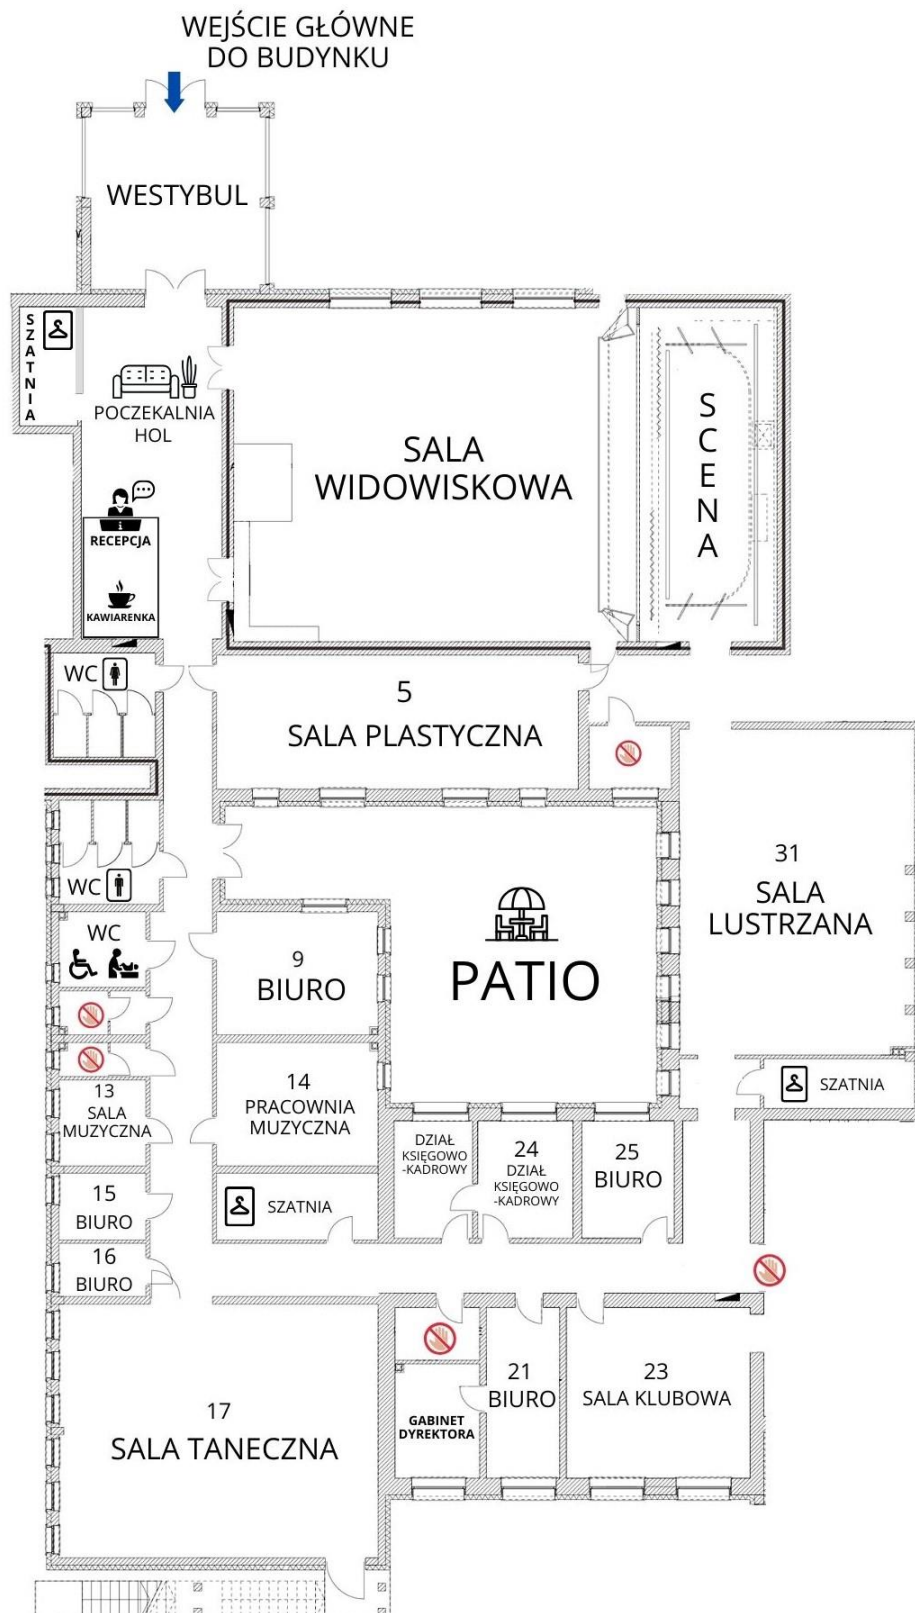 WEJŚCIE GŁÓWNE
DO BUDYNKU
WESTYBUL
SZATNIA
POCZEKALNIA
HOL
SALA
WIDOWISKOWA
SCENA
i
RECEPCJA
KAWIARENKA
WC
5
SALA PLASTYCZNA
WC
31
SALA
LUSTRZANA
WC
9
BIURO
PATIO
13
SALA
MUZYCZNA
14
PRACOWNIA
MUZYCZNA
SZATNIA
DZIAŁ
KSIĘGOWO
-KADROWY
24
DZIAŁ
KSIĘGOWO
-KADROWY
25
BIURO
15
BIURO
SZATNIA
16
BIURO
17
SALA TANECZNA
GABINET
DYREKTORA
21
BIURO
23
SALA KLUBOWA